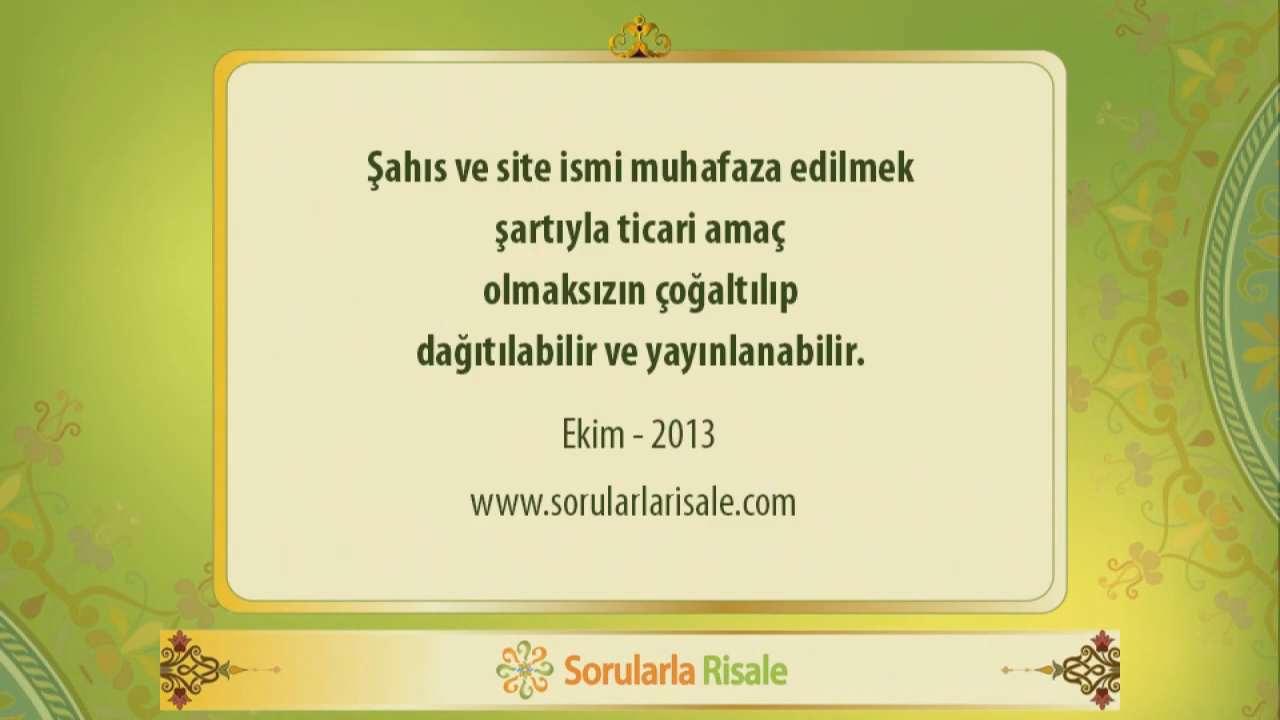 Şahıs ve site ismi muhafaza edilmek
şartıyla ticari amaç
olmaksızın çoğaltılıp
dağıtılabilir ve yayınlanabilir.
Ekim - 2013
www.sorularlarisale.com
Sorularla Risale